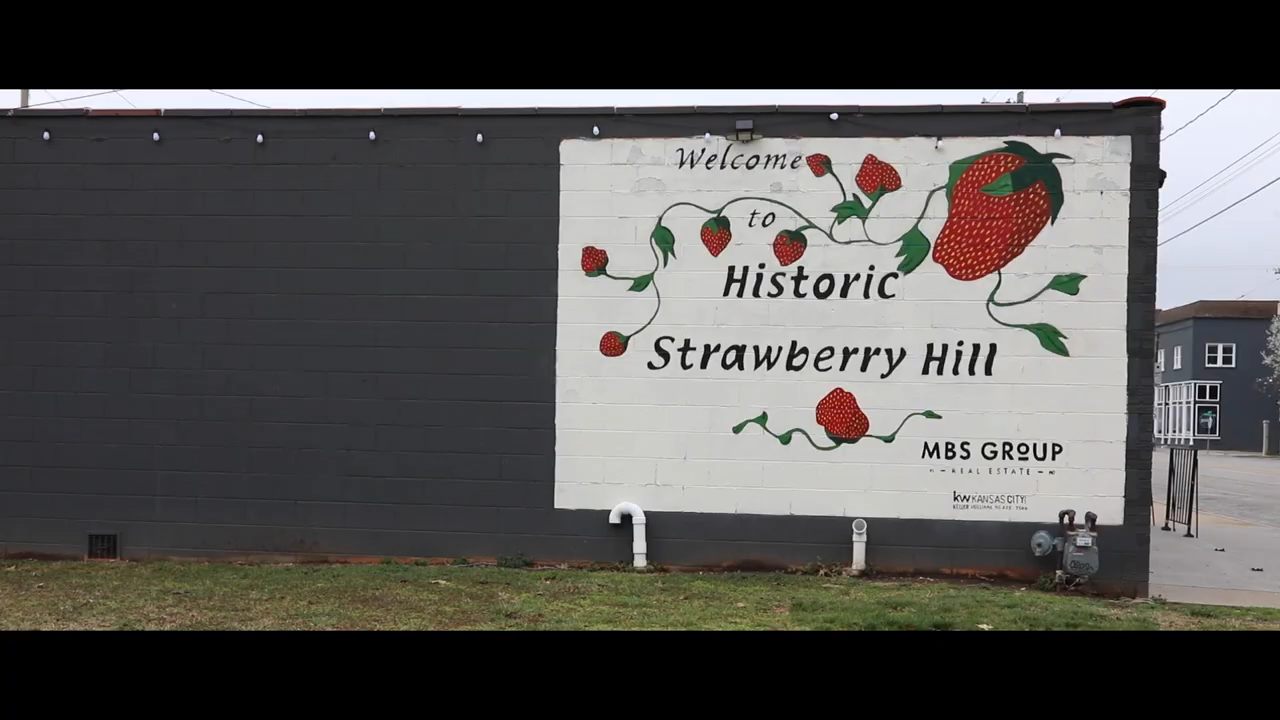 Welcome
to
Historic
Strawberry Hill
MBS GROUP
REAL ESTATE
kw KANSAS CITY